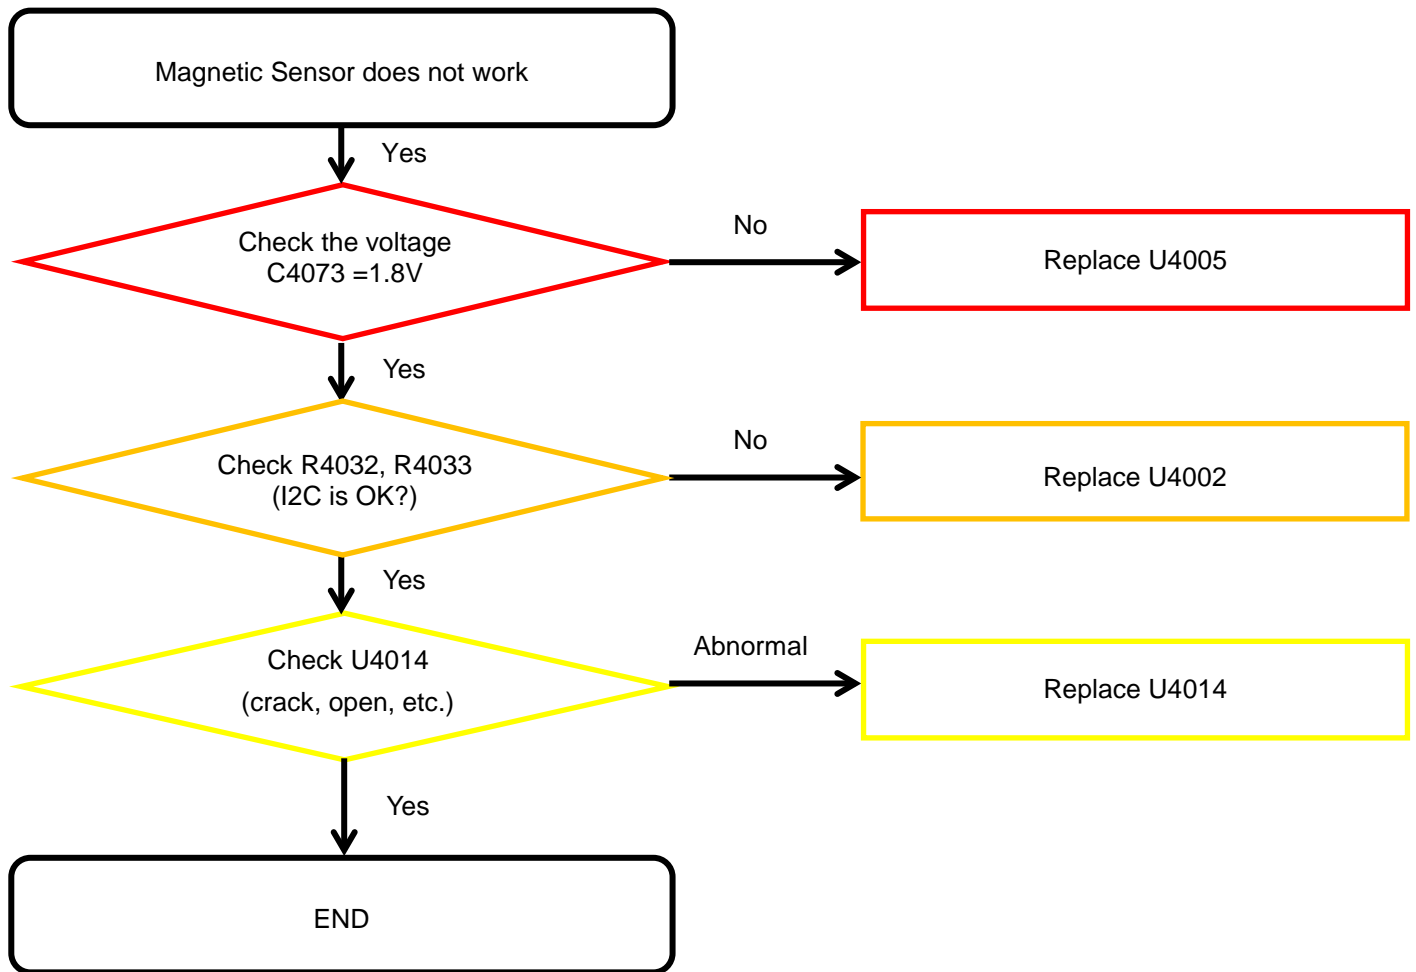 Magnetic Sensor does not work
Yes
Check the voltage
C4073 =1.8V
No
Replace U4005
Yes
Check R4032, R4033
(I2C is OK?)
No
Replace U4002
Yes
Check U4014
(crack, open, etc.)
Abnormal
Replace U4014
Yes
END